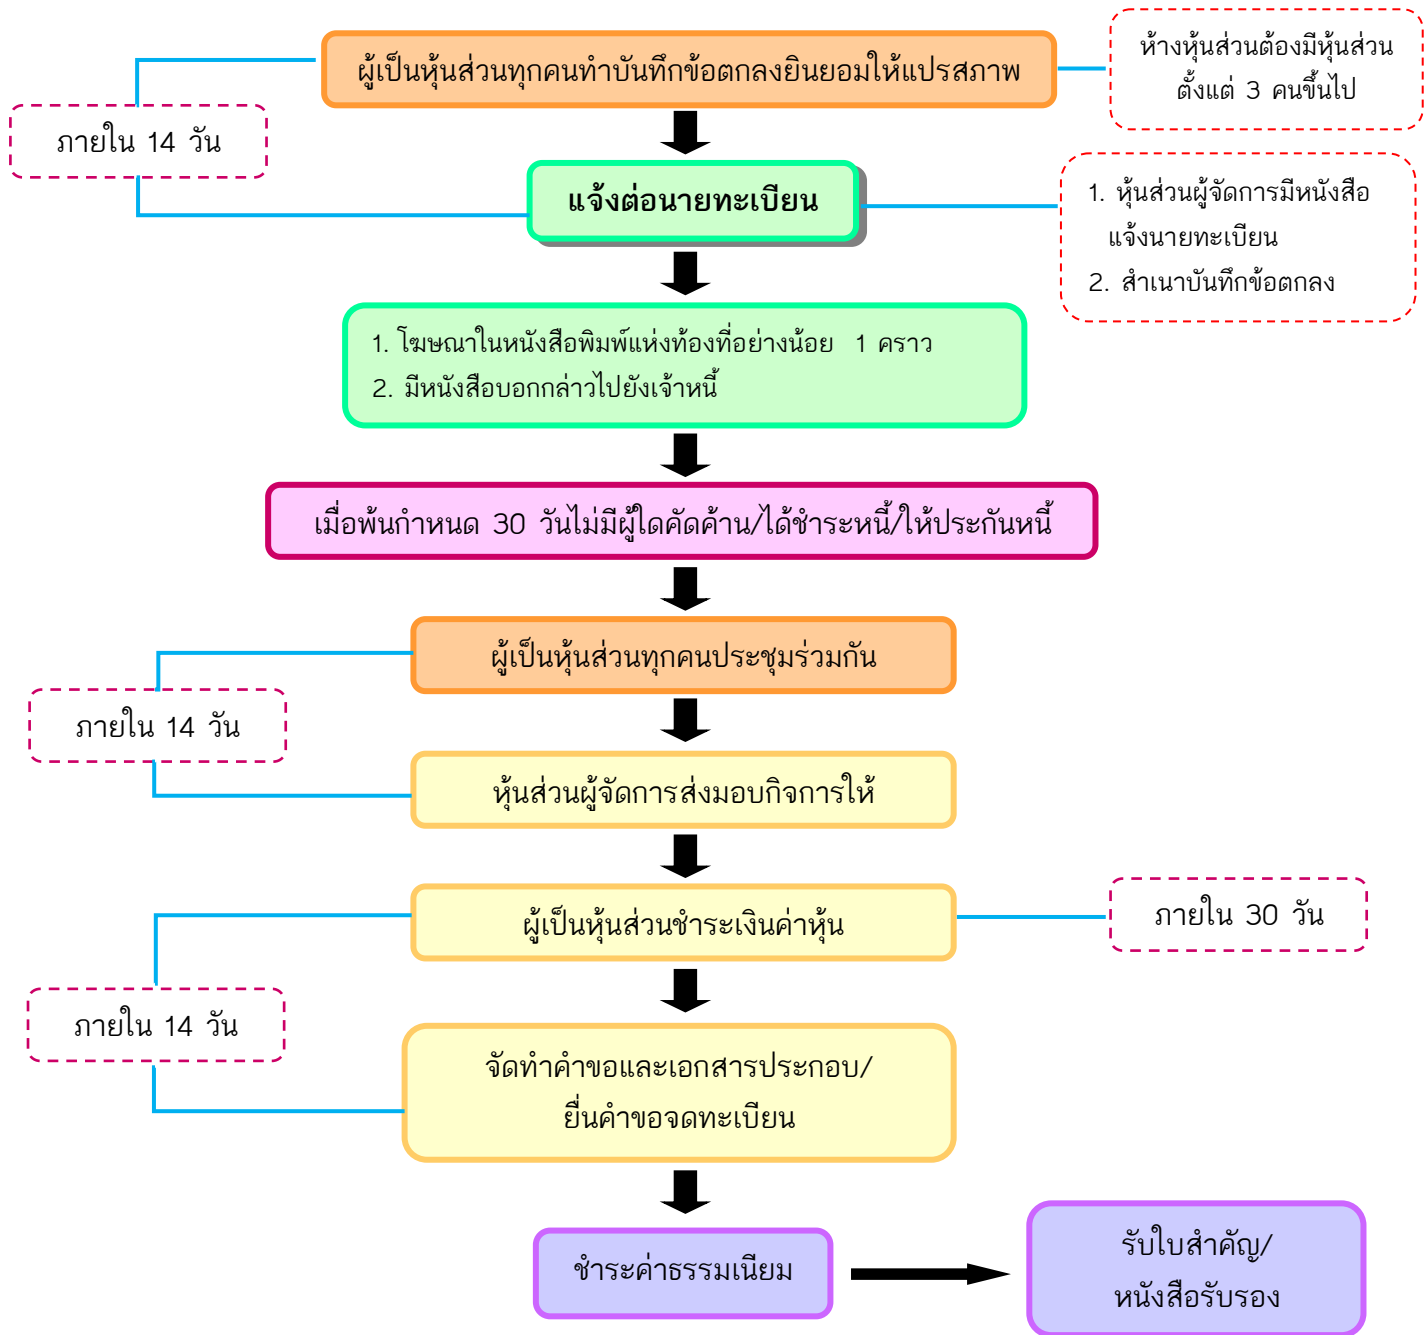 ผู้เป็นหุ้นส่วนทุกคนทำบันทึกข้อตกลงยินยอมให้แปรสภาพ
ห้างหุ้นส่วนต้องมีหุ้นส่วน
ตั้งแต่ 3 คนขึ้นไป
ภายใน 14 วัน
แจ้งต่อนายทะเบียน
1. หุ้นส่วนผู้จัดการมีหนังสือ
แจ้งนายทะเบียน
2. สำเนาบันทึกข้อตกลง
1. โฆษณาในหนังสือพิมพ์แห่งท้องที่อย่างน้อย 1 คราว
2. มีหนังสือบอกกล่าวไปยังเจ้าหนี้
เมื่อพ้นกำหนด 30 วันไม่มีผู้ใดคัดค้าน/ได้ชำระหนี้/ให้ประกันหนี้
ผู้เป็นหุ้นส่วนทุกคนประชุมร่วมกัน
ภายใน 14 วัน
หุ้นส่วนผู้จัดการส่งมอบกิจการให้
ผู้เป็นหุ้นส่วนชำระเงินค่าหุ้น
ภายใน 30 วัน
ภายใน 14 วัน
จัดทำคำขอและเอกสารประกอบ/
ยื่นคำขอจดทะเบียน
ชำระค่าธรรมเนียม
รับใบสำคัญ/
หนังสือรับรอง